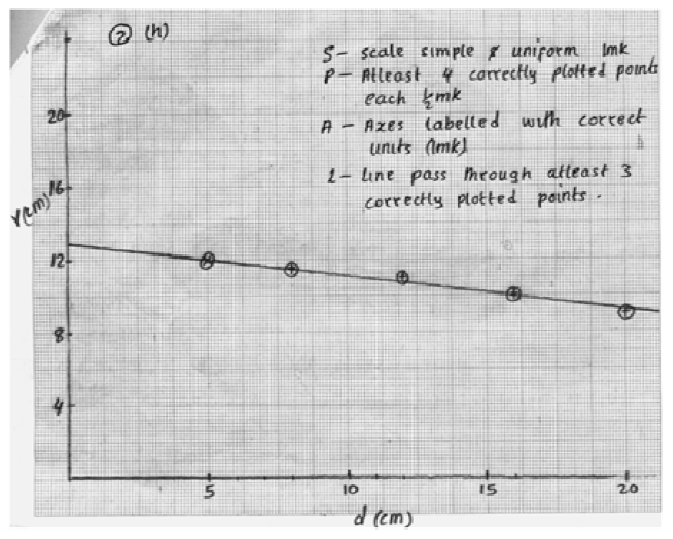 ② (h)
S- scale simple & uniform 1mk
P- Atleast 4 correctly plotted points
each ½mk
A - Axes labelled with correct
units (1mk)
L- line pass through atleast 3
correctly plotted points.
20
16
Y(cm)
12
8
4
5 10 15 20
d (cm)